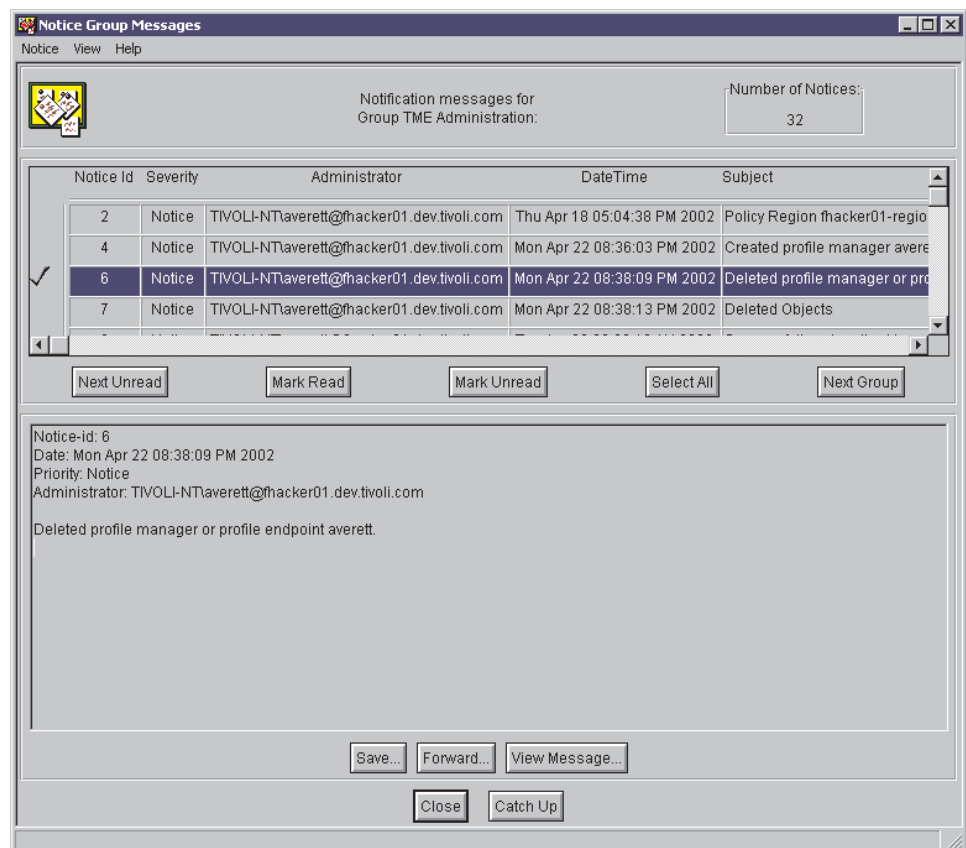 Notice Group Messages
Notice View Help
Notification messages for
Group TME Administration:
Number of Notices:
32
Notice Id Severity Administrator DateTime Subject
2 Notice TIVOLI-NT\averett@fhacker01.dev.tivoli.com Thu Apr 18 05:04:38 PM 2002 Policy Region fhacker01-regio
4 Notice TIVOLI-NT\averett@fhacker01.dev.tivoli.com Mon Apr 22 08:36:03 PM 2002 Created profile manager avere
6 Notice TIVOLI-NT\averett@fhacker01.dev.tivoli.com Mon Apr 22 08:38:09 PM 2002 Deleted profile manager or pro
7 Notice TIVOLI-NT\averett@fhacker01.dev.tivoli.com Mon Apr 22 08:38:13 PM 2002 Deleted Objects
Next Unread Mark Read Mark Unread Select All Next Group
Notice-id: 6
Date: Mon Apr 22 08:38:09 PM 2002
Priority: Notice
Administrator: TIVOLI-NT\averett@fhacker01.dev.tivoli.com
Deleted profile manager or profile endpoint averett.
Save... Forward... View Message...
Close Catch Up